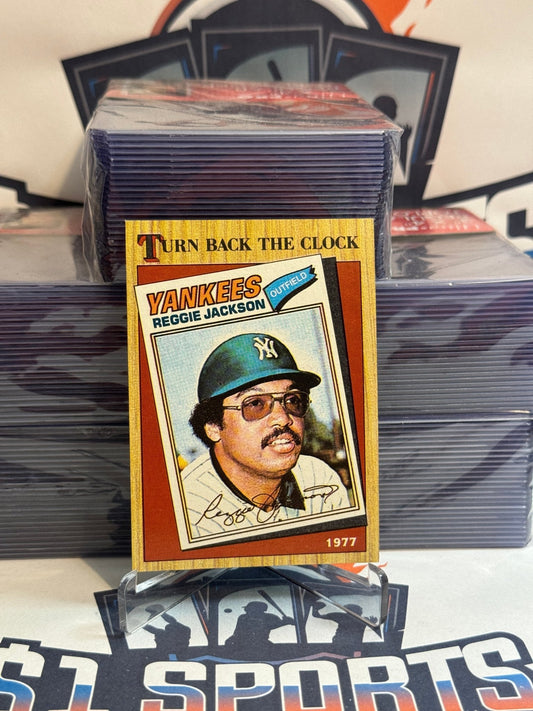 TURN BACK THE CLOCK
YANKEES
OUTFIELD
REGGIE JACKSON
NY
1977
$1 SPORTS